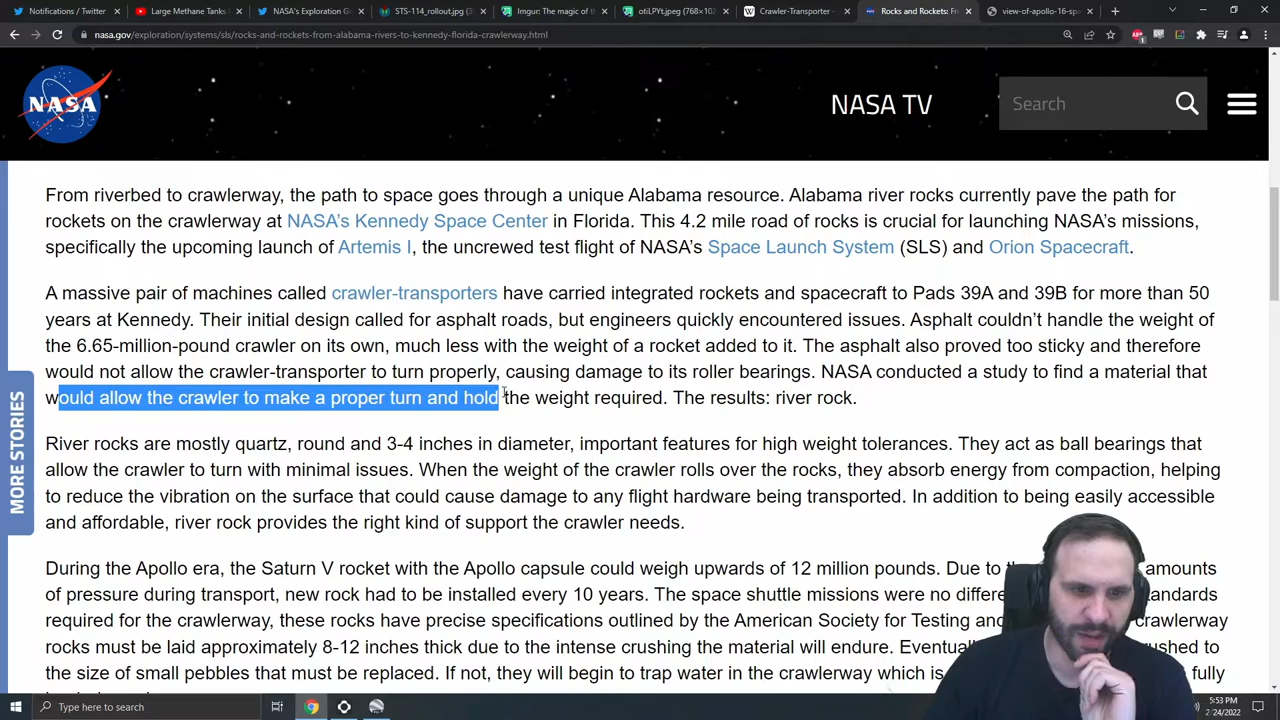 Notifications / Twitter
Large Methane Tanks
NASA's Exploration G
STS-114_rollout.jpg (3
Imgur: The magic of t
otiLPYt.jpeg (768×102
Crawler-Transporter –
Rocks and Rockets: Fr
view-of-apollo-16-spa
nasa.gov/exploration/systems/sls/rocks-and-rockets-from-alabama-rivers-to-kennedy-florida-crawlerway.html
NASA
NASA TV
Search
From riverbed to crawlerway, the path to space goes through a unique Alabama resource. Alabama river rocks currently pave the path for
rockets on the crawlerway at NASA's Kennedy Space Center in Florida. This 4.2 mile road of rocks is crucial for launching NASA's missions,
specifically the upcoming launch of Artemis I, the uncrewed test flight of NASA's Space Launch System (SLS) and Orion Spacecraft.
A massive pair of machines called crawler-transporters have carried integrated rockets and spacecraft to Pads 39A and 39B for more than 50
years at Kennedy. Their initial design called for asphalt roads, but engineers quickly encountered issues. Asphalt couldn't handle the weight of
the 6.65-million-pound crawler on its own, much less with the weight of a rocket added to it. The asphalt also proved too sticky and therefore
would not allow the crawler-transporter to turn properly, causing damage to its roller bearings. NASA conducted a study to find a material that
would allow the crawler to make a proper turn and hold the weight required. The results: river rock.
MORE STORIES
River rocks are mostly quartz, round and 3-4 inches in diameter, important features for high weight tolerances. They act as ball bearings that
allow the crawler to turn with minimal issues. When the weight of the crawler rolls over the rocks, they absorb energy from compaction, helping
to reduce the vibration on the surface that could cause damage to any flight hardware being transported. In addition to being easily accessible
and affordable, river rock provides the right kind of support the crawler needs.
During the Apollo era, the Saturn V rocket with the Apollo capsule could weigh upwards of 12 million pounds. Due to amounts
of pressure during transport, new rock had to be installed every 10 years. The space shuttle missions were no differe tandards
required for the crawlerway, these rocks have precise specifications outlined by the American Society for Testing and crawlerway
rocks must be laid approximately 8-12 inches thick due to the intense crushing the material will endure. Eventual rushed to
the size of small pebbles that must be replaced. If not, they will begin to trap water in the crawlerway which is fully
Type here to search
5:53 PM
2/24/2022